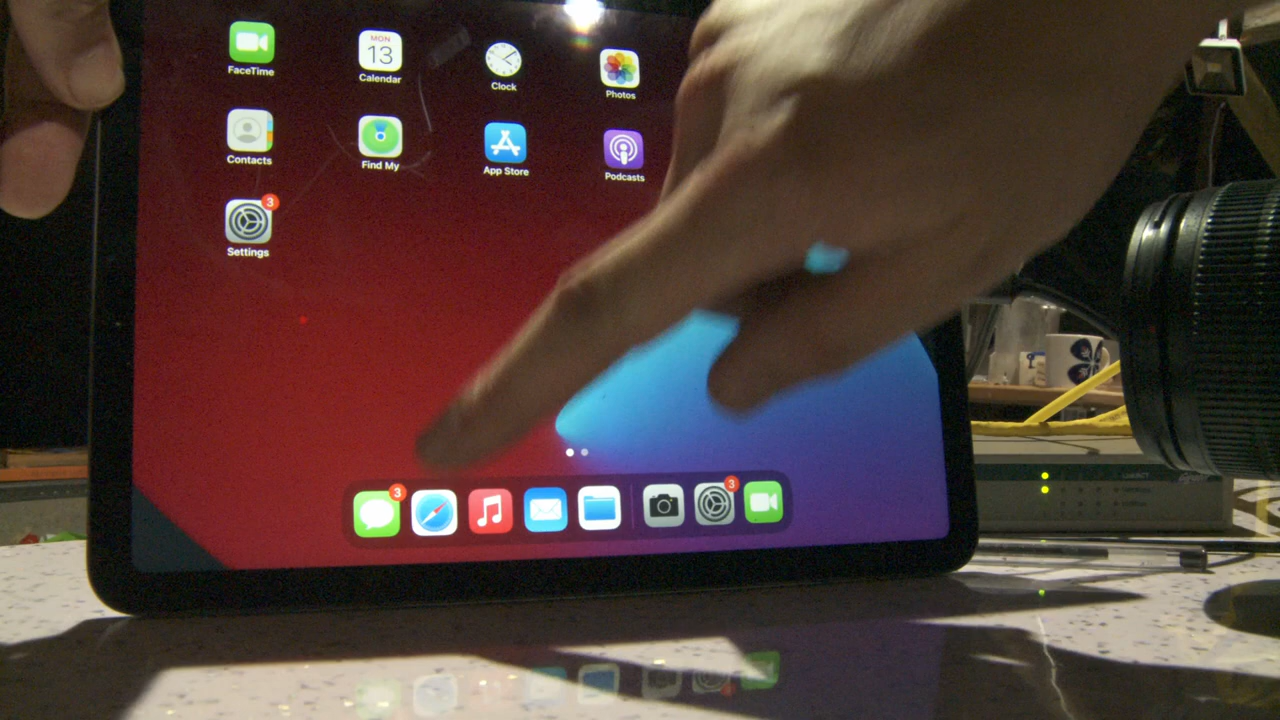 FaceTime
MON
13
Calendar
Clock
Photos
Contacts
Find My
App Store
Podcasts
3
Settings
3
3